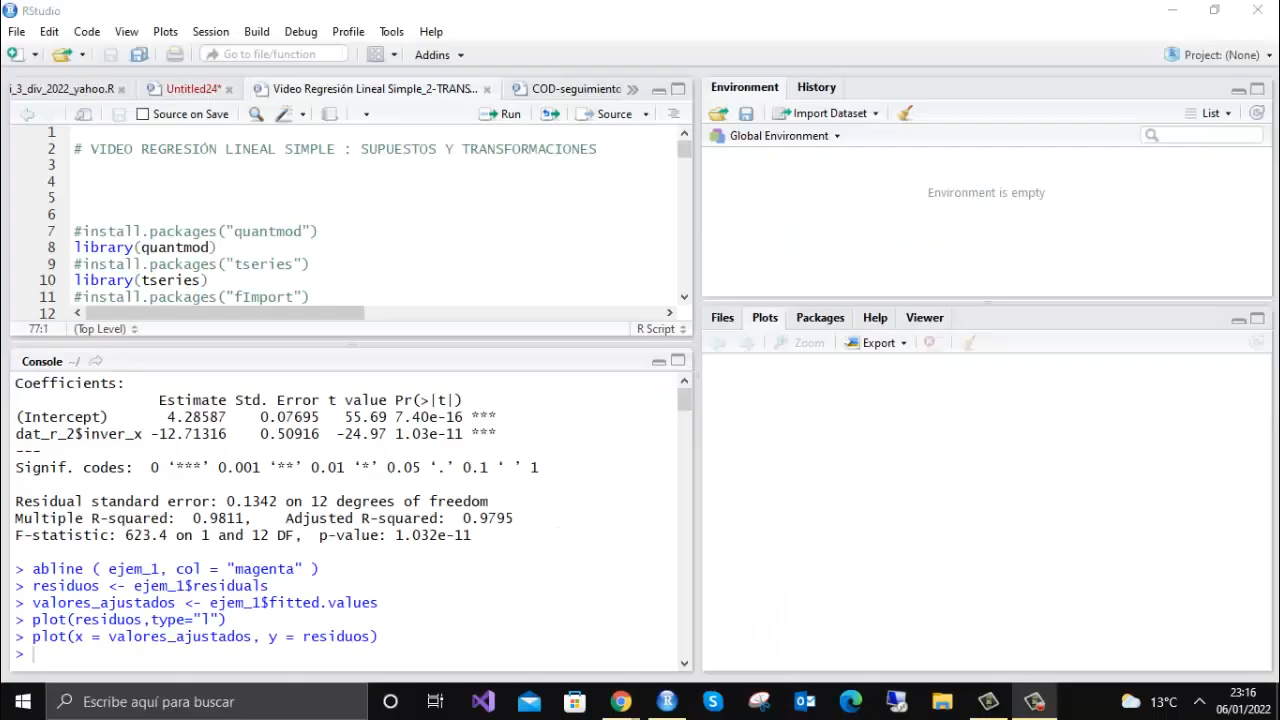 RStudio
File Edit Code View Plots Session Build Debug Profile Tools Help
Go to file/function Addins Project: (None)
i_3_div_2022_yahoo.R Untitled24* Video Regresión Lineal Simple_2-TRANS... COD-seguimiento
Source on Save Run Source
1
2 # VIDEO REGRESIÓN LINEAL SIMPLE : SUPUESTOS Y TRANSFORMACIONES
3
4
5
6
7 #install.packages("quantmod")
8 library(quantmod)
9 #install.packages("tseries")
10 library(tseries)
11 #install.packages("fImport")
12
77:1 (Top Level) R Script
Console ~/
Coefficients:
Estimate Std. Error t value Pr(>|t|)
(Intercept) 4.28587 0.07695 55.69 7.40e-16 ***
dat_r_2$inver_x -12.71316 0.50916 -24.97 1.03e-11 ***
---
Signif. codes: 0 ‘***’ 0.001 ‘**’ 0.01 ‘*’ 0.05 ‘.’ 0.1 ‘ ’ 1
Residual standard error: 0.1342 on 12 degrees of freedom
Multiple R-squared: 0.9811, Adjusted R-squared: 0.9795
F-statistic: 623.4 on 1 and 12 DF, p-value: 1.032e-11
> abline ( ejem_1, col = "magenta" )
> residuos <- ejem_1$residuals
> valores_ajustados <- ejem_1$fitted.values
> plot(residuos,type="l")
> plot(x = valores_ajustados, y = residuos)
>
Environment History
Import Dataset List
Global Environment
Environment is empty
Files Plots Packages Help Viewer
Zoom Export
Escribe aquí para buscar
13°C
23:16
06/01/2022